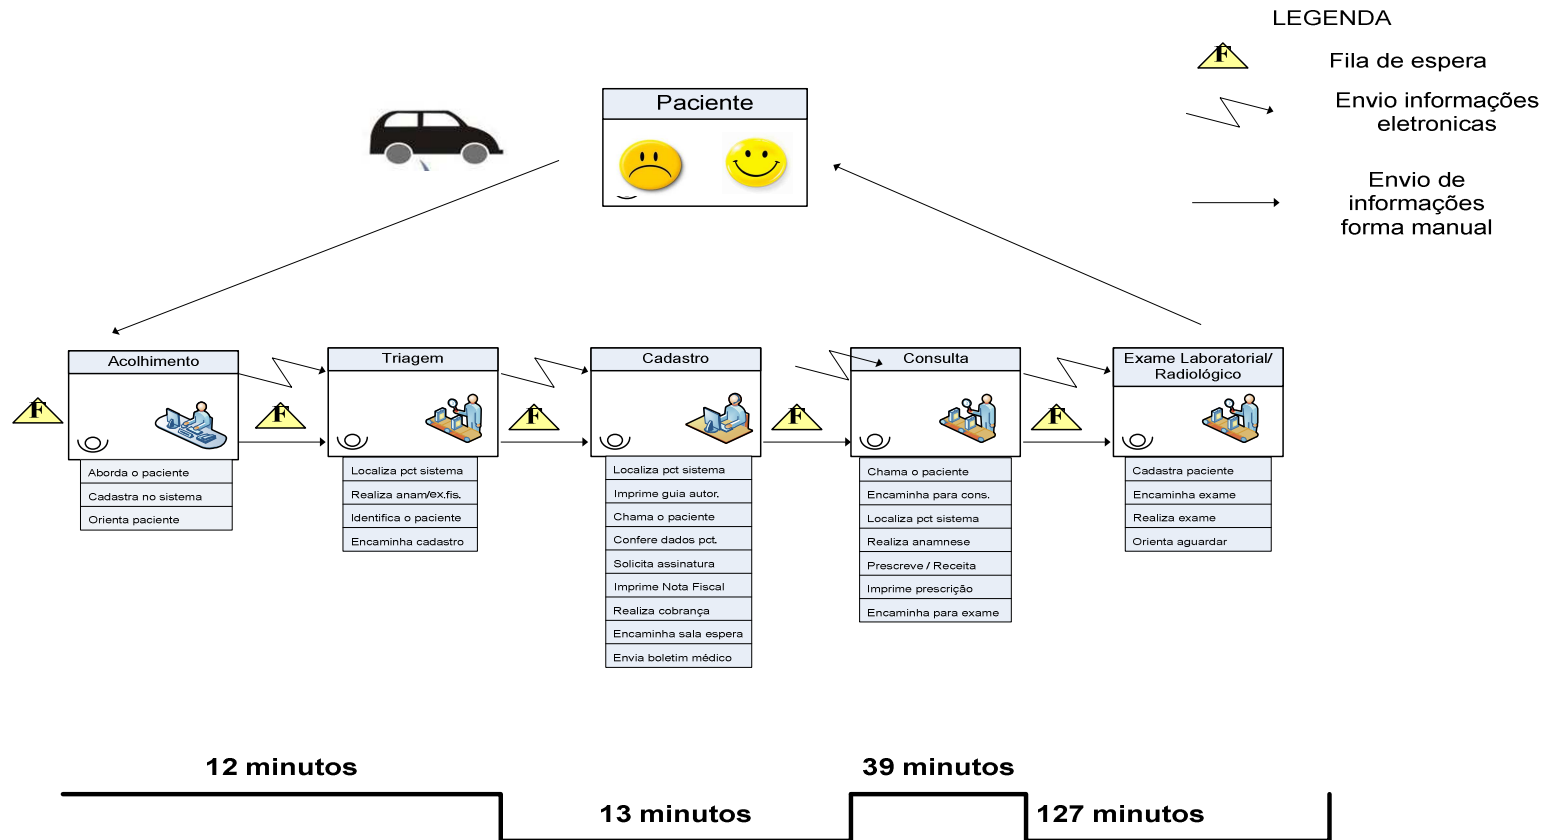 LEGENDA
F
Fila de espera
Envio informações
eletronicas
Envio de
informações
forma manual
Paciente
Acolhimento
Triagem
Cadastro
Consulta
Exame Laboratorial/
Radiológico
F
F
F
F
F
Aborda o paciente
Cadastra no sistema
Orienta paciente
Localiza pct sistema
Realiza anam/ex.fis.
Identifica o paciente
Encaminha cadastro
Localiza pct sistema
Imprime guia autor.
Chama o paciente
Confere dados pct.
Solicita assinatura
Imprime Nota Fiscal
Realiza cobrança
Encaminha sala espera
Envia boletim médico
Chama o paciente
Encaminha para cons.
Localiza pct sistema
Realiza anamnese
Prescreve / Receita
Imprime prescrição
Encaminha para exame
Cadastra paciente
Encaminha exame
Realiza exame
Orienta aguardar
12 minutos
13 minutos
39 minutos
127 minutos